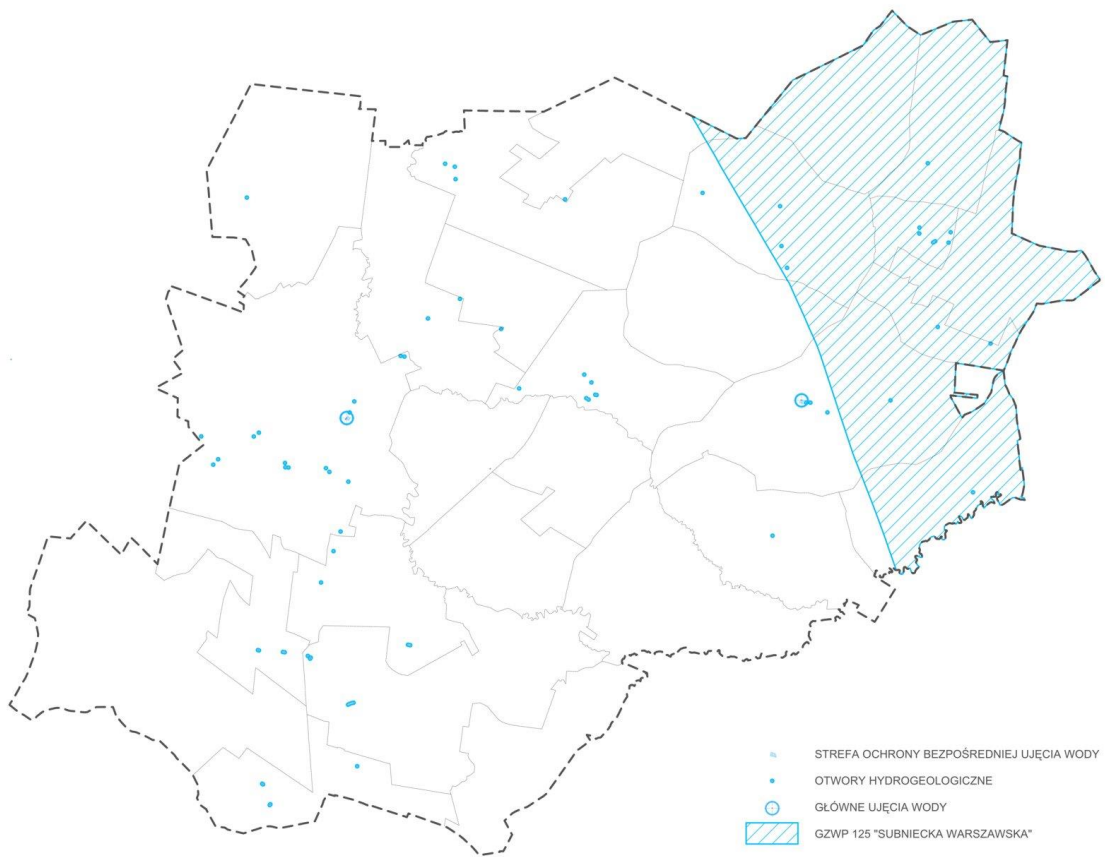 STREFA OCHRONY BEZPOŚREDNIEJ UJĘCIA WODY
OTWORY HYDROGEOLOGICZNE
GŁÓWNE UJĘCIA WODY
GZWP 125 "SUBNIECKA WARSZAWSKA"